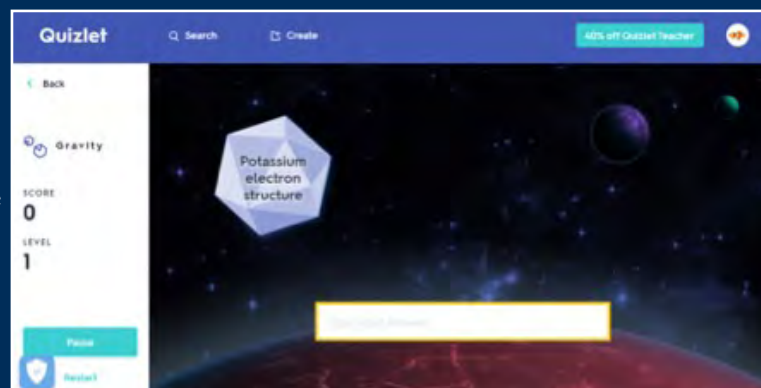 Quizlet
Search
Create
40% off Quizlet Teacher
Back
Gravity
SCORE
0
LEVEL
1
Potassium
electron
structure
Pause
Restart